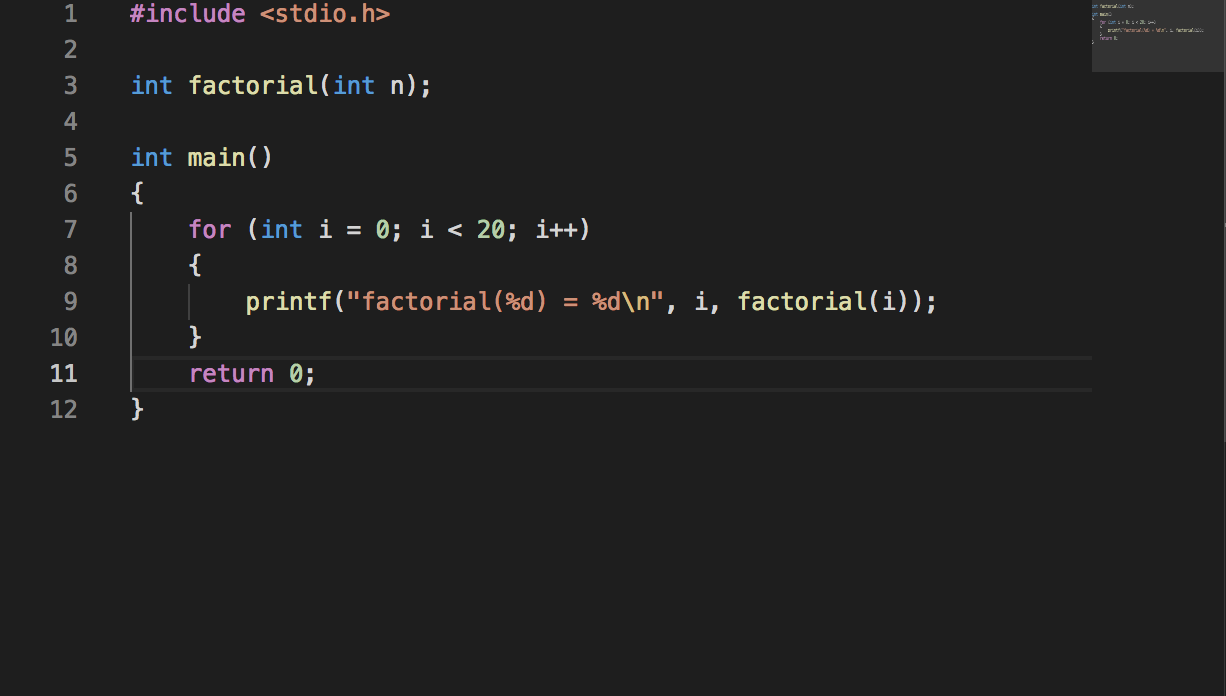 1 #include <stdio.h>
2
3 int factorial(int n);
4
5 int main()
6 {
7     for (int i = 0; i < 20; i++)
8     {
9         printf("factorial(%d) = %d\n", i, factorial(i));
10     }
11     return 0;
12 }